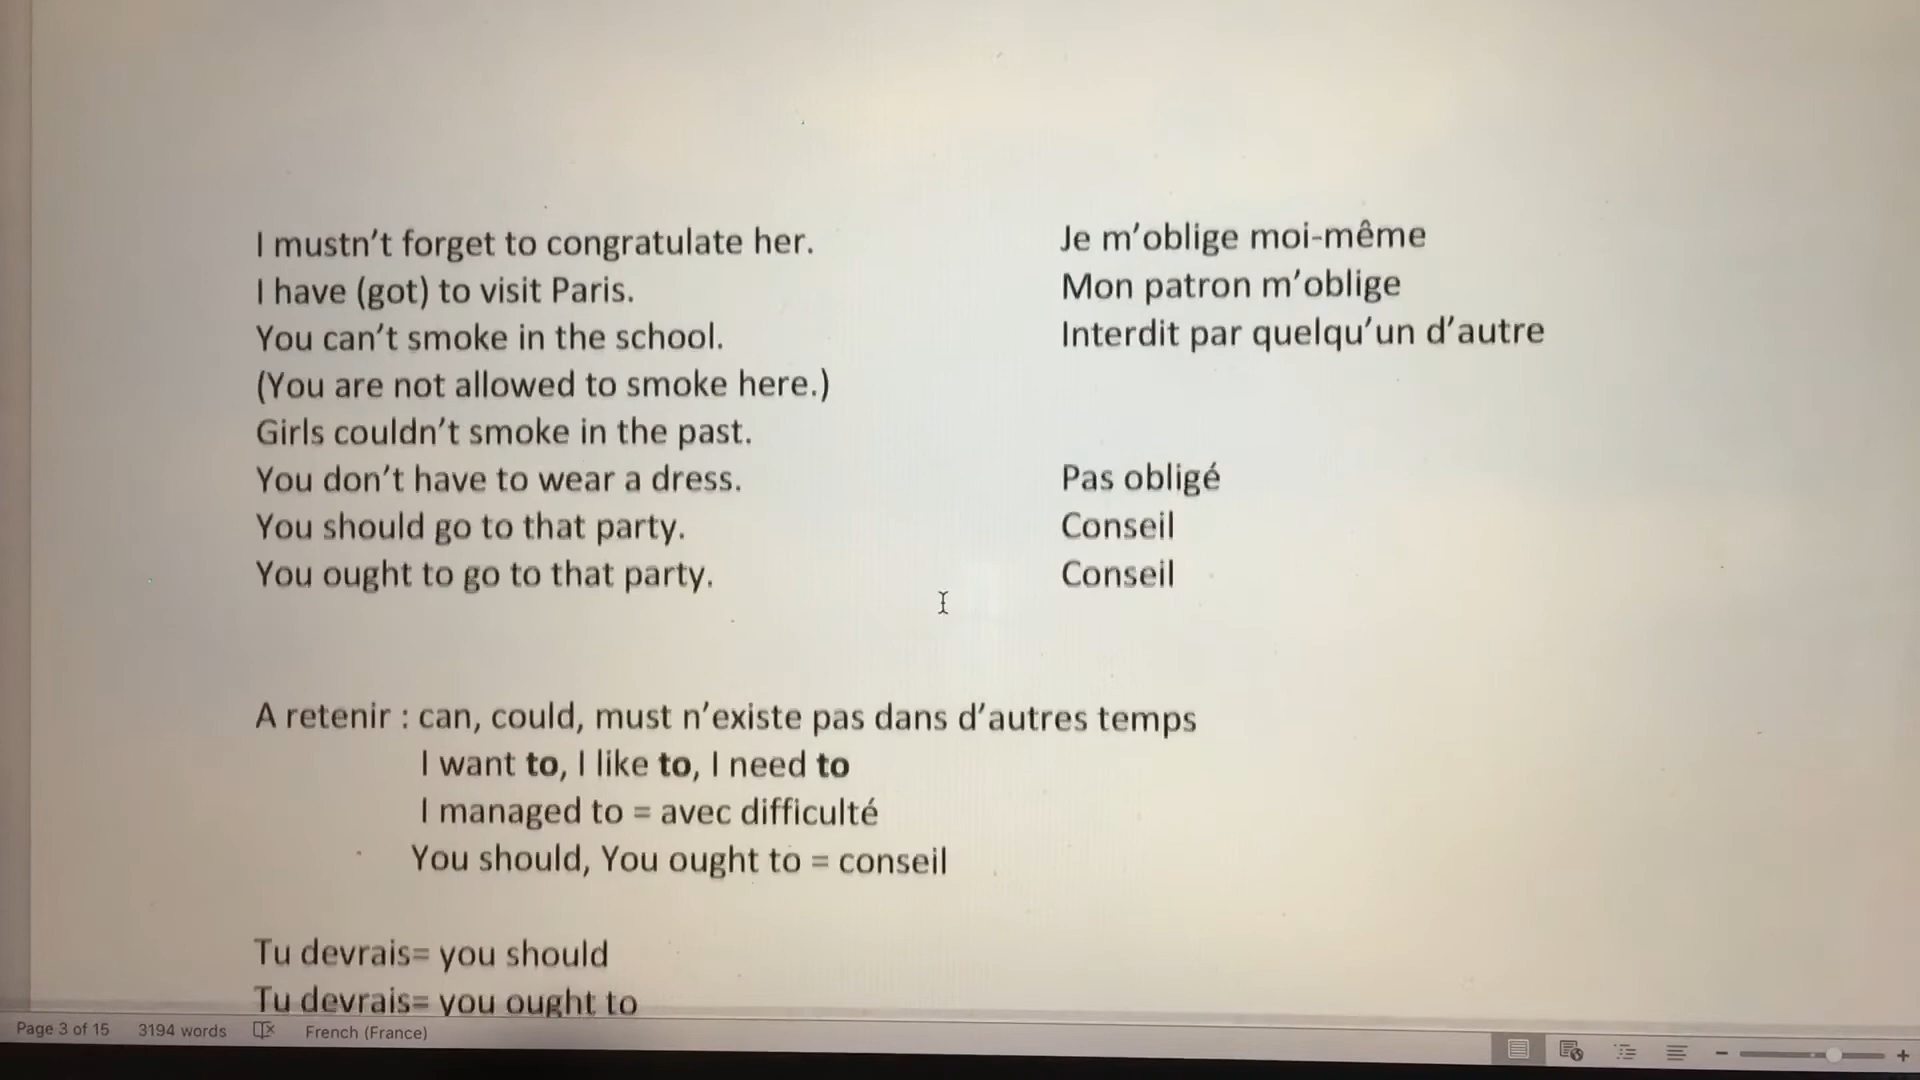 I mustn’t forget to congratulate her. Je m’oblige moi-même
I have (got) to visit Paris. Mon patron m’oblige
You can’t smoke in the school. Interdit par quelqu’un d’autre
(You are not allowed to smoke here.)
Girls couldn’t smoke in the past.
You don’t have to wear a dress. Pas obligé
You should go to that party. Conseil
You ought to go to that party. Conseil
A retenir : can, could, must n’existe pas dans d’autres temps
I want to, I like to, I need to
I managed to = avec difficulté
You should, You ought to = conseil
Tu devrais= you should
Tu devrais= you ought to
Page 3 of 15 3194 words French (France)